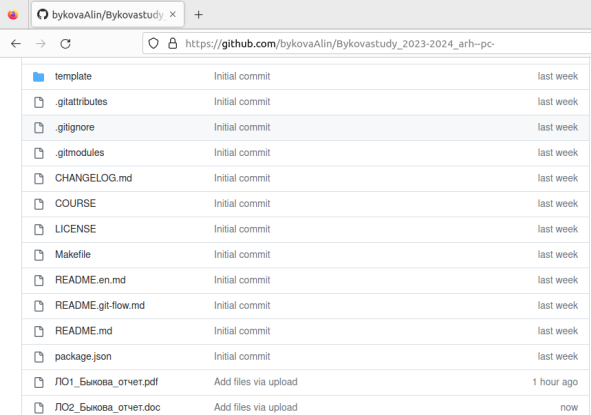 bykovaAlin/Bykovastudy_
https://github.com/bykovaAlin/Bykovastudy_2023-2024_arh--pc-
template Initial commit last week
.gitattributes Initial commit last week
.gitignore Initial commit last week
.gitmodules Initial commit last week
CHANGELOG.md Initial commit last week
COURSE Initial commit last week
LICENSE Initial commit last week
Makefile Initial commit last week
README.en.md Initial commit last week
README.git-flow.md Initial commit last week
README.md Initial commit last week
package.json Initial commit last week
ЛО1_Быкова_отчет.pdf Add files via upload 1 hour ago
ЛО2_Быкова_отчет.doc Add files via upload now